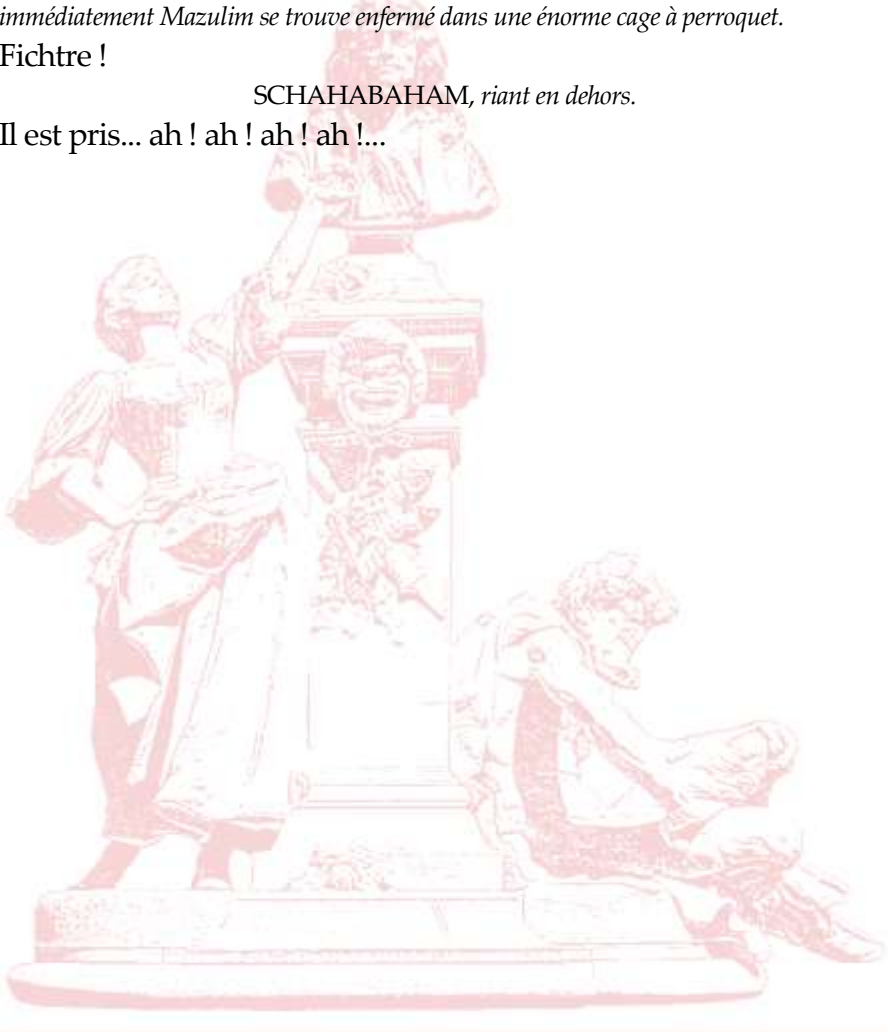 immédiatement Mazulim se trouve enfermé dans une énorme cage à perroquet.
Fichtre !
SCHAHABAHAM, riant en dehors.
Il est pris... ah ! ah ! ah ! ah !...